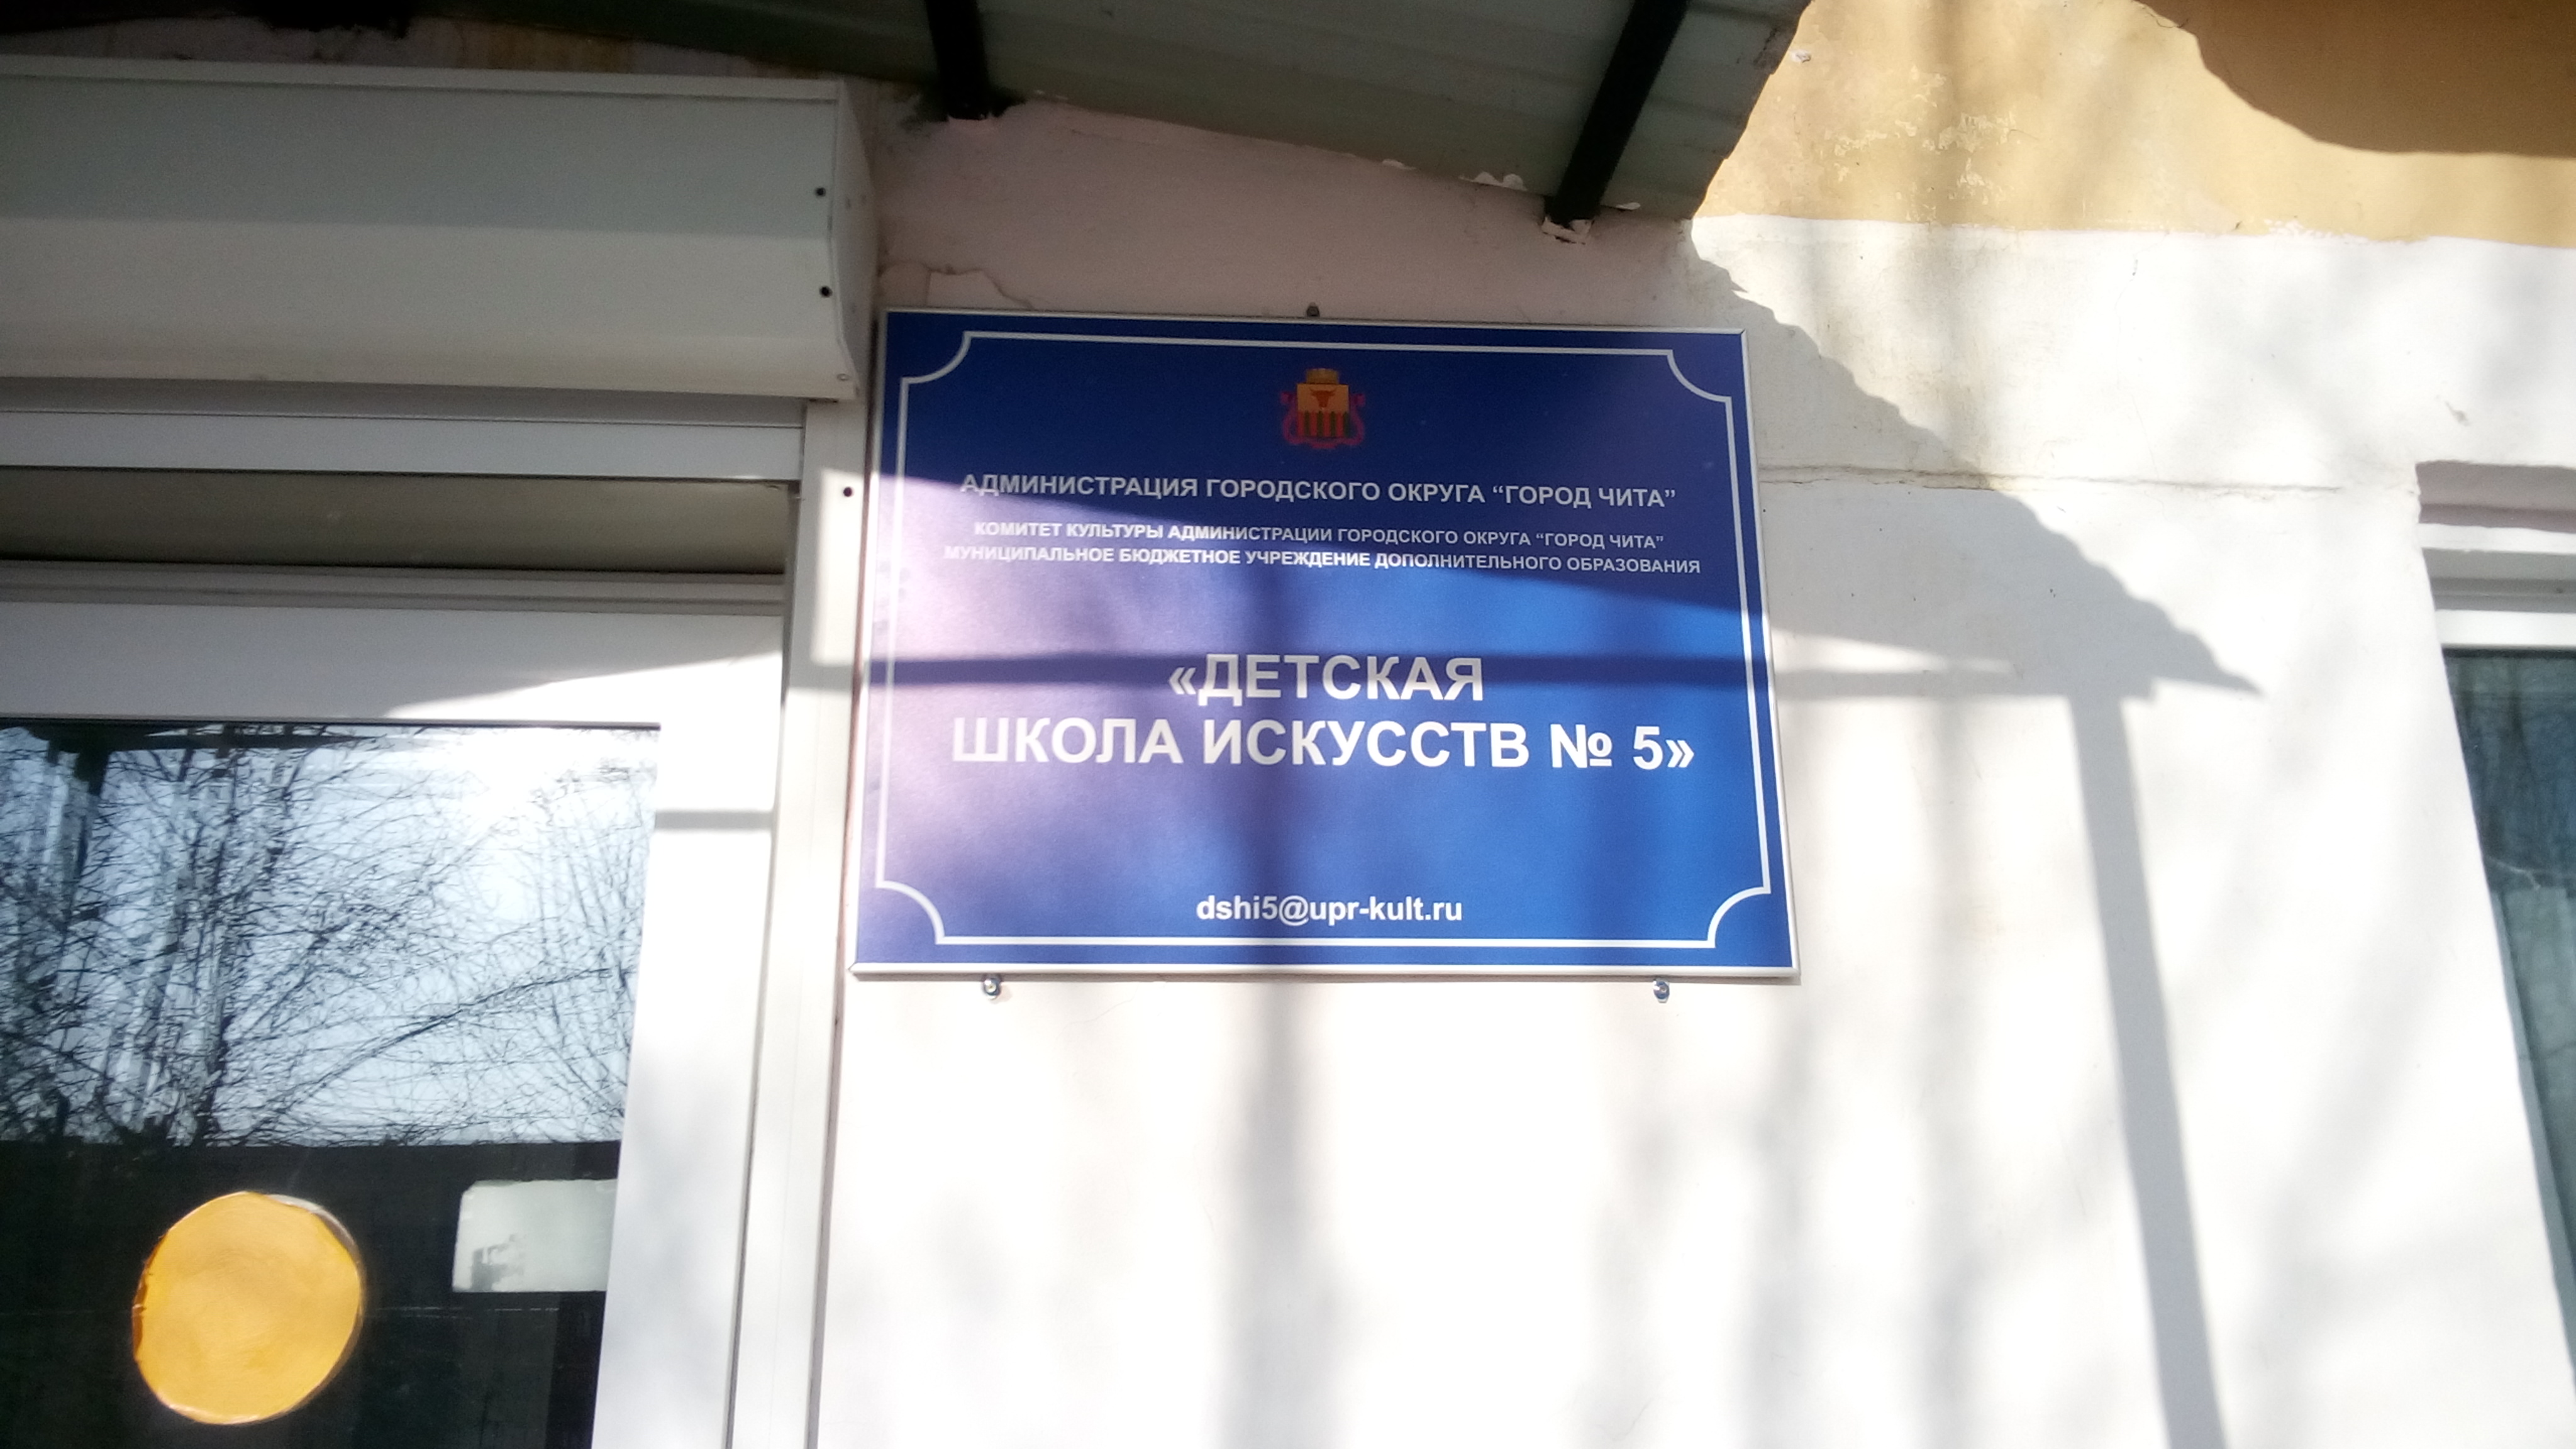 АДМИНИСТРАЦИЯ ГОРОДСКОГО ОКРУГА “ГОРОД ЧИТА”
КОМИТЕТ КУЛЬТУРЫ АДМИНИСТРАЦИИ ГОРОДСКОГО ОКРУГА “ГОРОД ЧИТА”
МУНИЦИПАЛЬНОЕ БЮДЖЕТНОЕ УЧРЕЖДЕНИЕ ДОПОЛНИТЕЛЬНОГО ОБРАЗОВАНИЯ
«ДЕТСКАЯ
ШКОЛА ИСКУССТВ № 5»
dshi5@upr-kult.ru